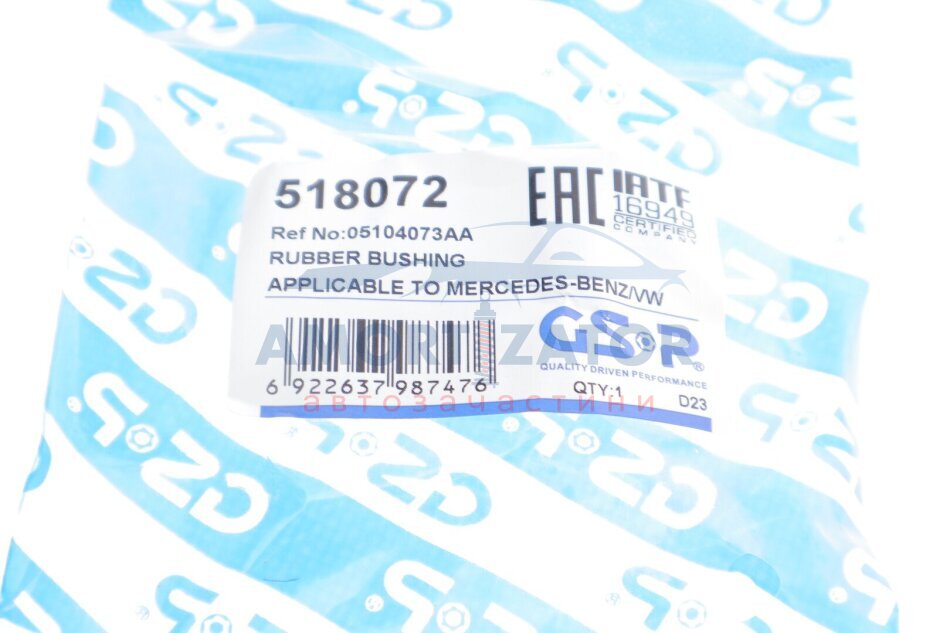 518072
EAC
IATF
16949
CERTIFIED
COMPANY
Ref No:05104073AA
RUBBER BUSHING
APPLICABLE TO MERCEDES-BENZ/VW
AMORTIZATOR
автозачастини
6 922637 987476
GSP
QUALITY DRIVEN PERFORMANCE
QTY:1
D23